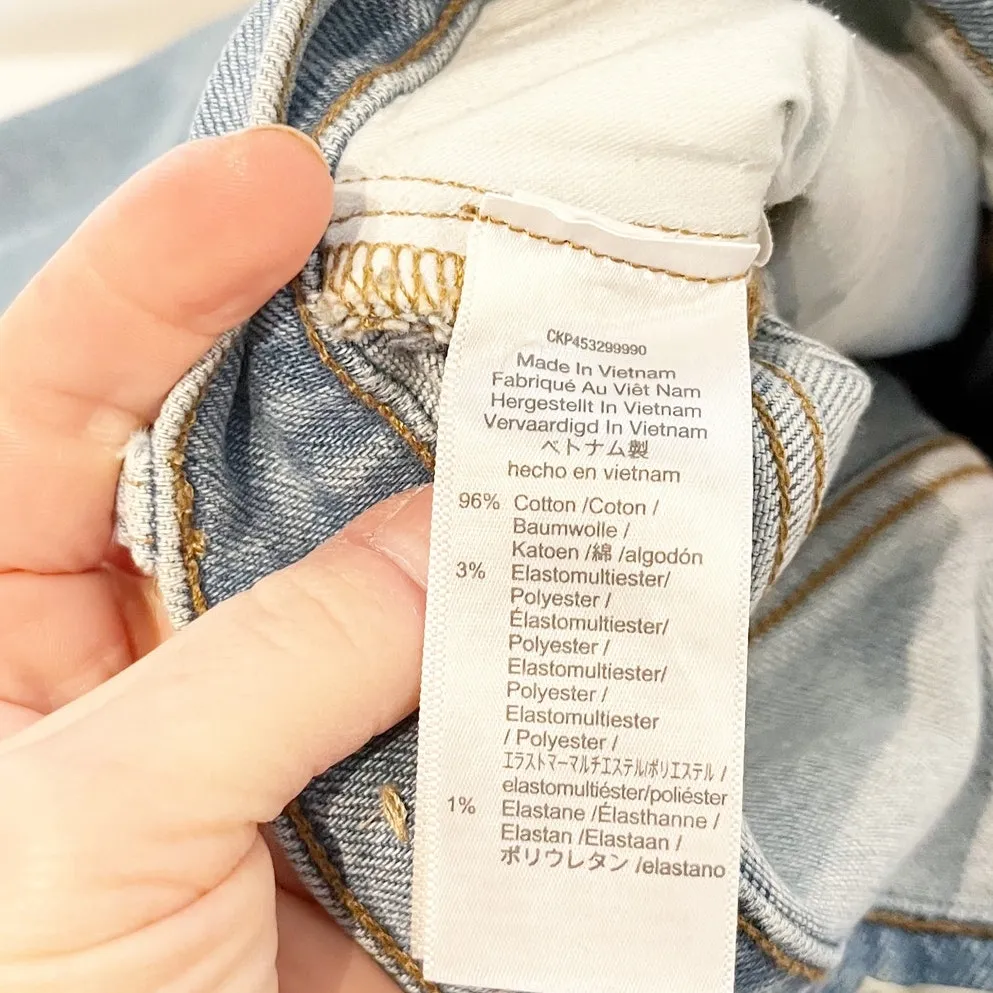 CKP453299990
Made In Vietnam
Fabriqué Au Viêt Nam
Hergestellt In Vietnam
Vervaardigd In Vietnam
ベトナム製
hecho en vietnam
96% Cotton /Coton /
Baumwolle /
Katoen /綿 /algodón
3% Elastomultiester/
Polyester /
Élastomultiester/
Polyester /
Elastomultiester/
Polyester /
Elastomultiester
/ Polyester /
エラストマーマルチエステル/ポリエステル /
elastomultiéster/poliéster
1% Elastane /Élasthanne /
Elastan /Elastaan /
ポリウレタン /elastano